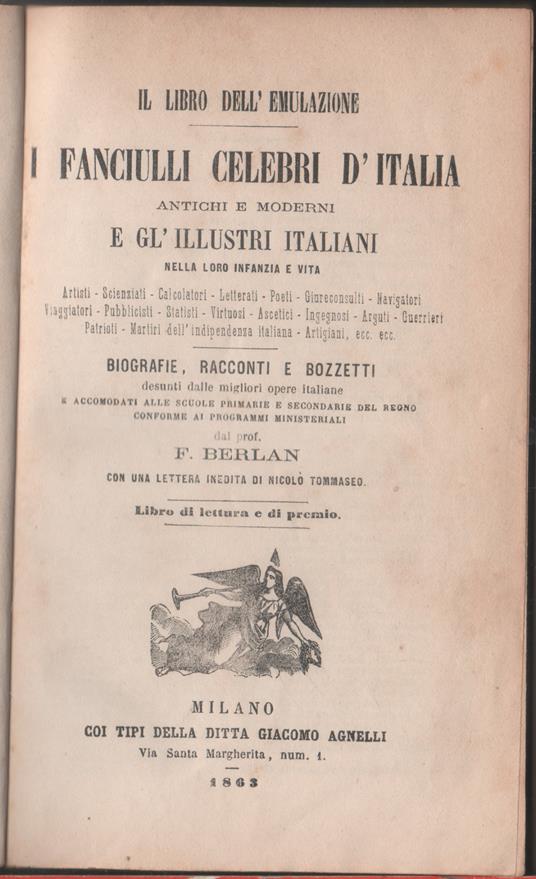 IL LIBRO DELL' EMULAZIONE
I FANCIULLI CELEBRI D' ITALIA
ANTICHI E MODERNI
E GL' ILLUSTRI ITALIANI
NELLA LORO INFANZIA E VITA
Artisti - Scienziati - Calcolatori - Letterati - Poeti - Giureconsulti - Navigatori
Viaggiatori - Pubblicisti - Statisti - Virtuosi - Ascetici - Ingegnosi - Arguti - Guerrieri
Patrioti - Martiri dell' indipendenza italiana - Artigiani, ecc. ecc.
BIOGRAFIE, RACCONTI E BOZZETTI
desunti dalle migliori opere italiane
E ACCOMODATI ALLE SCUOLE PRIMARIE E SECONDARIE DEL REGNO
CONFORME AI PROGRAMMI MINISTERIALI
dal prof.
F. BERLAN
CON UNA LETTERA INEDITA DI NICOLÒ TOMMASEO.
Libro di lettura e di premio.
MILANO
COI TIPI DELLA DITTA GIACOMO AGNELLI
Via Santa Margherita, num. 1.
1863